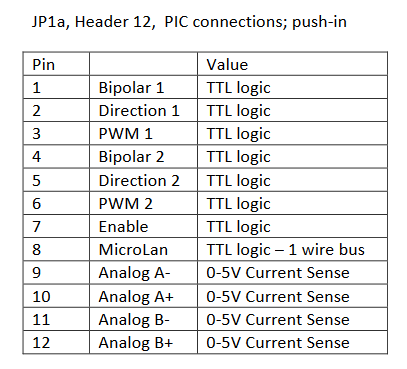 JP1a, Header 12,  PIC connections; push-in
Pin Value
1 Bipolar 1 TTL logic
2 Direction 1 TTL logic
3 PWM 1 TTL logic
4 Bipolar 2 TTL logic
5 Direction 2 TTL logic
6 PWM 2 TTL logic
7 Enable TTL logic
8 MicroLan TTL logic – 1 wire bus
9 Analog A- 0-5V Current Sense
10 Analog A+ 0-5V Current Sense
11 Analog B- 0-5V Current Sense
12 Analog B+ 0-5V Current Sense